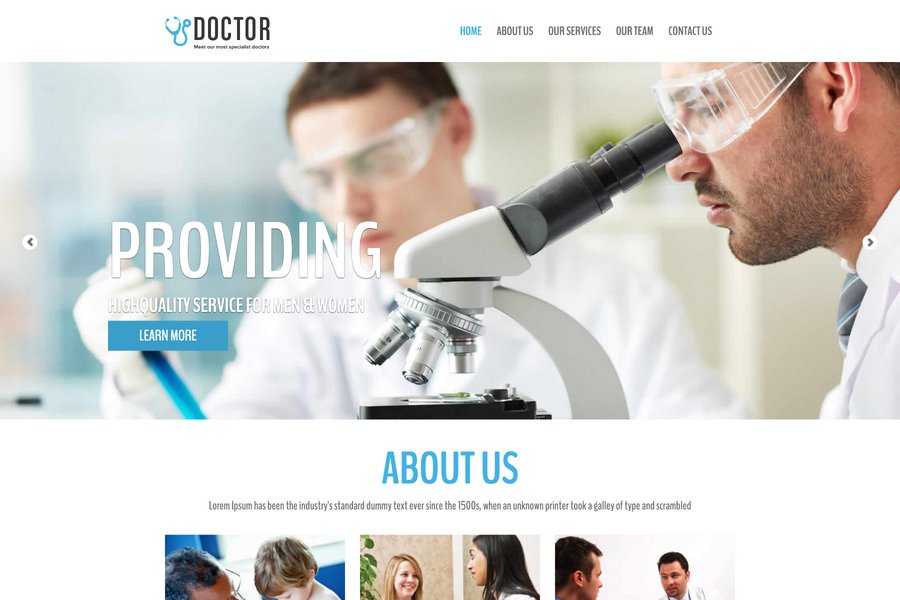 DOCTOR
Meet our most specialist doctors
HOME ABOUT US OUR SERVICES OUR TEAM CONTACT US
PROVIDING
HIGHQUALITY SERVICE FOR MEN & WOMEN
LEARN MORE
ABOUT US
Lorem Ipsum has been the industry's standard dummy text ever since the 1500s, when an unknown printer took a galley of type and scrambled